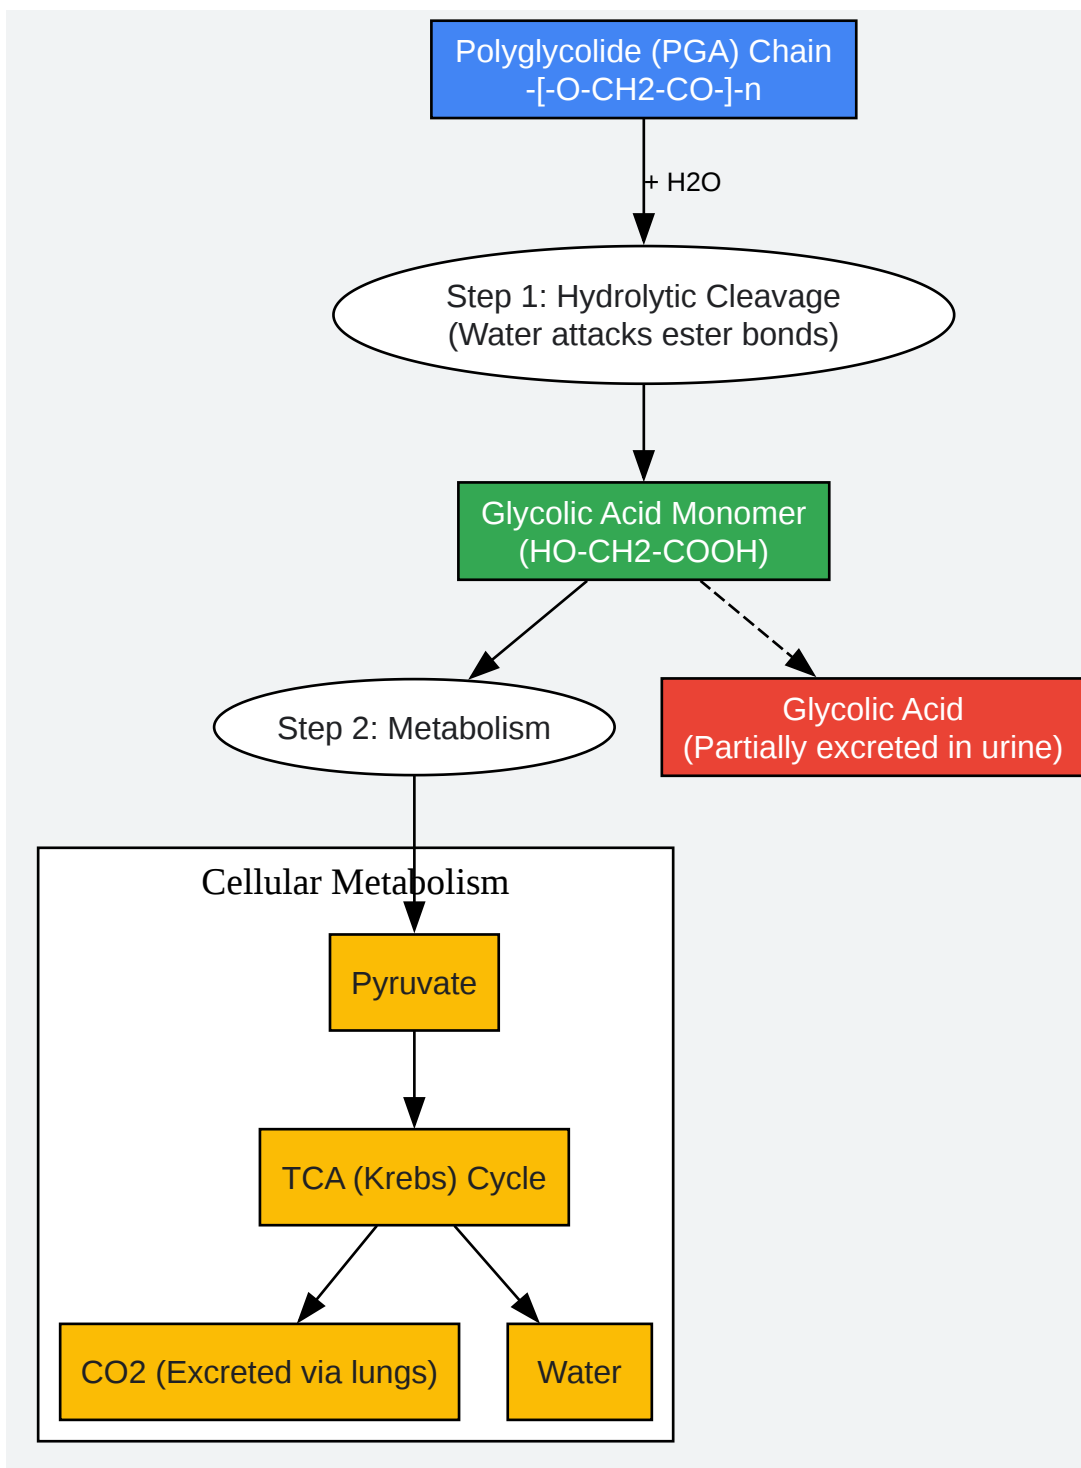 Polyglycolide (PGA) Chain
-[-O-CH2-CO-]-n
+ H2O
Step 1: Hydrolytic Cleavage
(Water attacks ester bonds)
Glycolic Acid Monomer
(HO-CH2-COOH)
Step 2: Metabolism
Glycolic Acid
(Partially excreted in urine)
Cellular Metabolism
Pyruvate
TCA (Krebs) Cycle
CO2 (Excreted via lungs)
Water